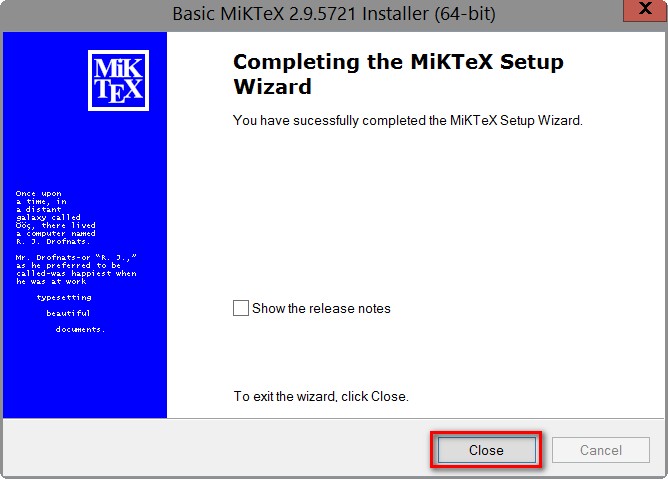 Basic MiKTeX 2.9.5721 Installer (64-bit)
X
MiK
TEX
Completing the MiKTeX Setup
Wizard
You have sucessfully completed the MiKTeX Setup Wizard.
Once upon
a time, in
a distant
galaxy called
Ööç, there lived
a computer named
R. J. Drofnats.
Mr. Drofnats-or “R. J.,”
as he preferred to be
called-was happiest when
he was at work
typesetting
beautiful
documents.
Show the release notes
To exit the wizard, click Close.
Close
Cancel